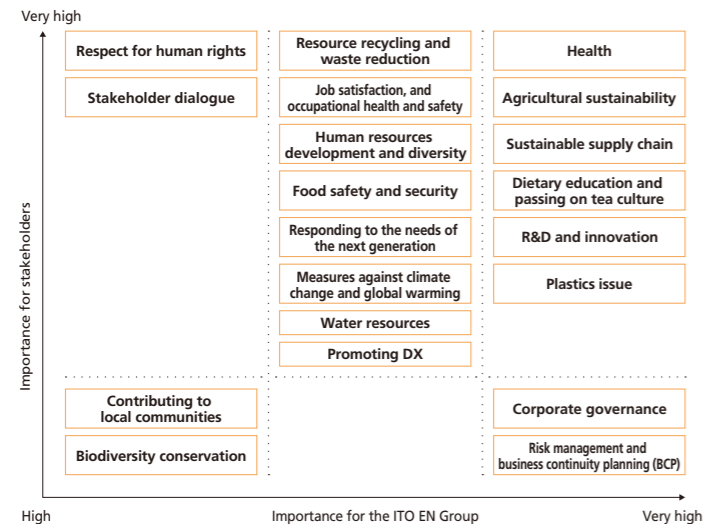 Very high
Importance for stakeholders
Respect for human rights
Stakeholder dialogue
Resource recycling and
waste reduction
Job satisfaction, and
occupational health and safety
Human resources
development and diversity
Food safety and security
Responding to the needs of
the next generation
Measures against climate
change and global warming
Water resources
Promoting DX
Health
Agricultural sustainability
Sustainable supply chain
Dietary education and
passing on tea culture
R&D and innovation
Plastics issue
Contributing to
local communities
Biodiversity conservation
Corporate governance
Risk management and
business continuity planning (BCP)
High
Importance for the ITO EN Group
Very high